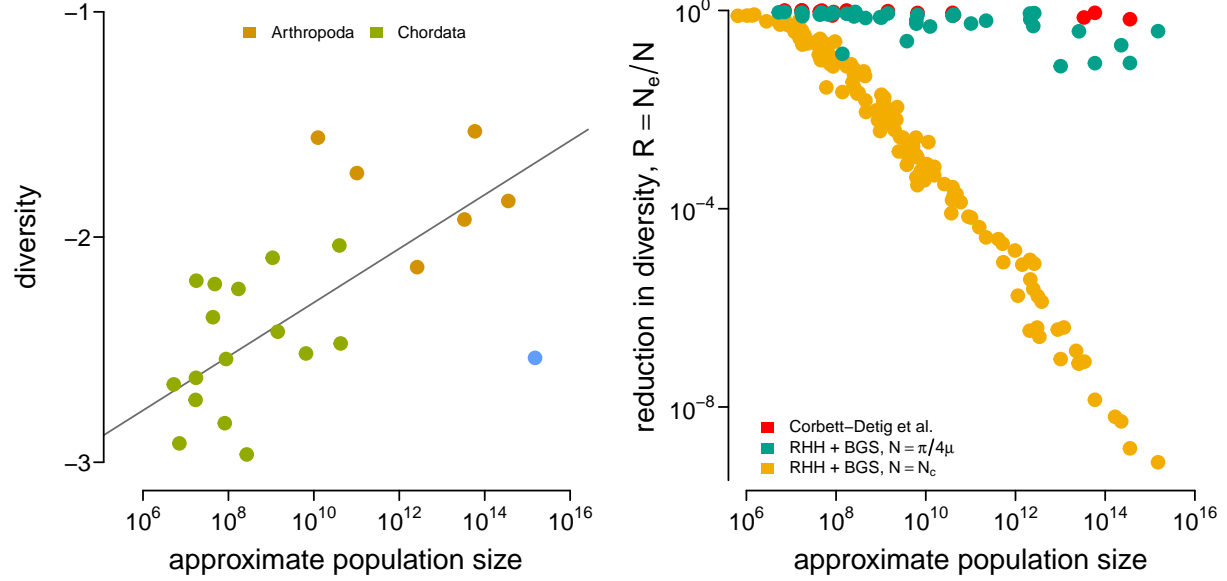 −1
−2
−3
diversity
Arthropoda
Chordata
10^6
10^8
10^10
10^12
10^14
10^16
approximate population size
10^0
10^−4
10^−8
reduction in diversity, R = N_e/N
Corbett−Detig et al.
RHH + BGS, N = π/4μ
RHH + BGS, N = N_c
10^6
10^8
10^10
10^12
10^14
10^16
approximate population size